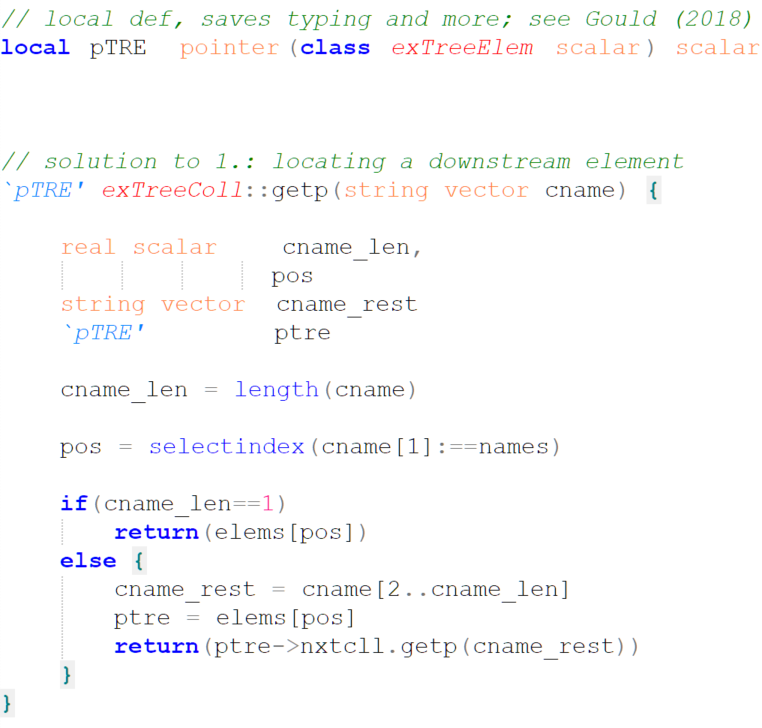 // local def, saves typing and more; see Gould (2018)
local pTRE  pointer(class exTreeElem scalar) scalar
// solution to 1.: locating a downstream element
`pTRE' exTreeColl::getp(string vector cname) {
real scalar    cname_len,
pos
string vector  cname_rest
`pTRE'         ptre
cname_len = length(cname)
pos = selectindex(cname[1]:==names)
if(cname_len==1)
return(elems[pos])
else {
cname_rest = cname[2..cname_len]
ptre = elems[pos]
return(ptre->nxtcll.getp(cname_rest))
}
}